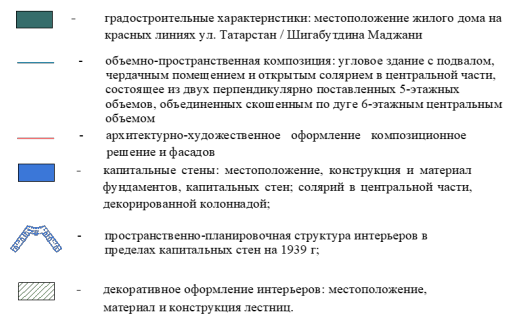 - градостроительные характеристики: местоположение жилого дома на
красных линиях ул. Татарстан / Шигабутдина Маджани
- объемно-пространственная композиция: угловое здание с подвалом,
чердачным помещением и открытым солярием в центральной части,
состоящее из двух перпендикулярно поставленных 5-этажных
объемов, объединенных скошенным по дуге 6-этажным центральным
объемом
- архитектурно-художественное оформление композиционное
решение и фасадов
- капитальные стены: местоположение, конструкция и материал
фундаментов, капитальных стен; солярий в центральной части,
декорированной колоннадой;
- пространственно-планировочная структура интерьеров в
пределах капитальных стен на 1939 г;
- декоративное оформление интерьеров: местоположение,
материал и конструкция лестниц.